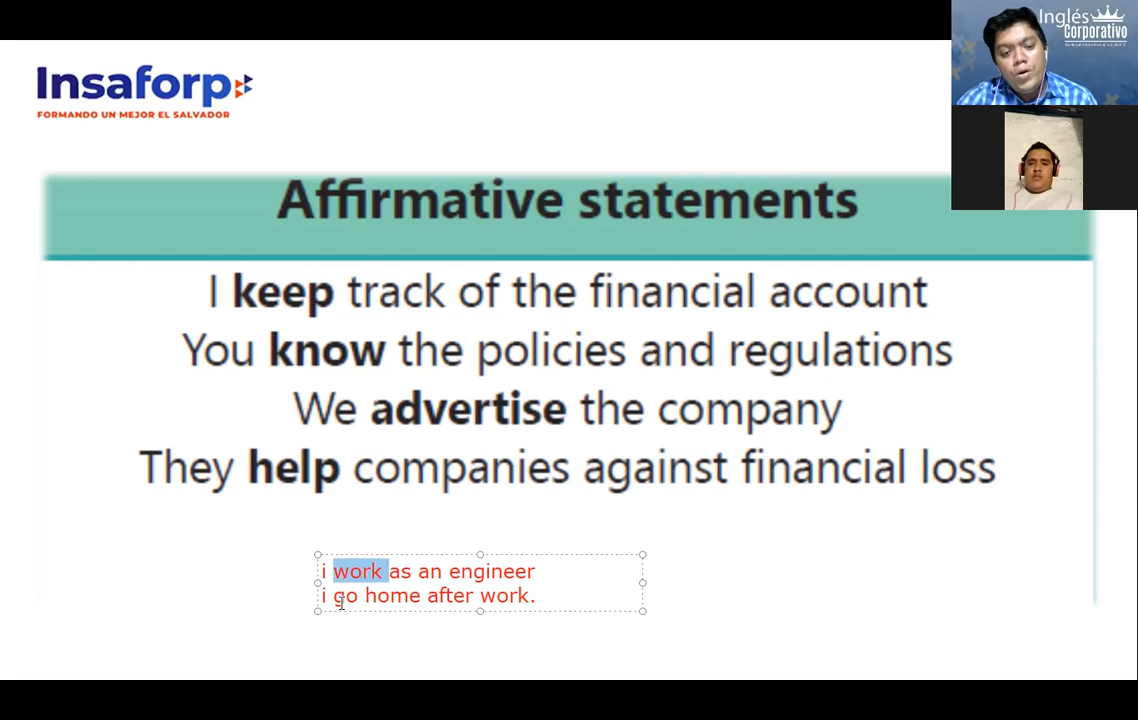 Inglés
Corporativo
Insaforp
FORMANDO UN MEJOR EL SALVADOR
Affirmative statements
I keep track of the financial account
You know the policies and regulations
We advertise the company
They help companies against financial loss
i work as an engineer
i go home after work.